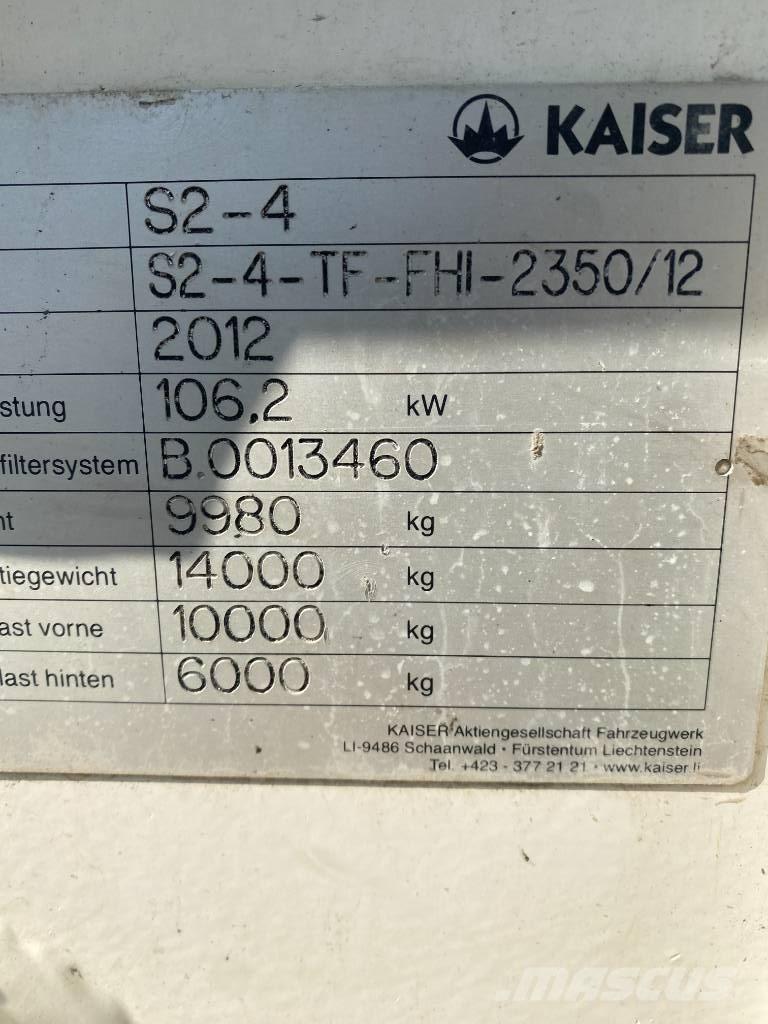 KAISER
S2-4
S2-4-TF-FHI-2350/12
2012
stung 106,2 kW
filtersystem B.0013460
ht 9980 kg
tiegewicht 14000 kg
ast vorne 10000 kg
last hinten 6000 kg
KAISER Aktiengesellschaft Fahrzeugwerk
LI-9486 Schaanwald • Fürstentum Liechtenstein
Tel. +423 - 377 21 21 • www.kaiser.li
MASCUS